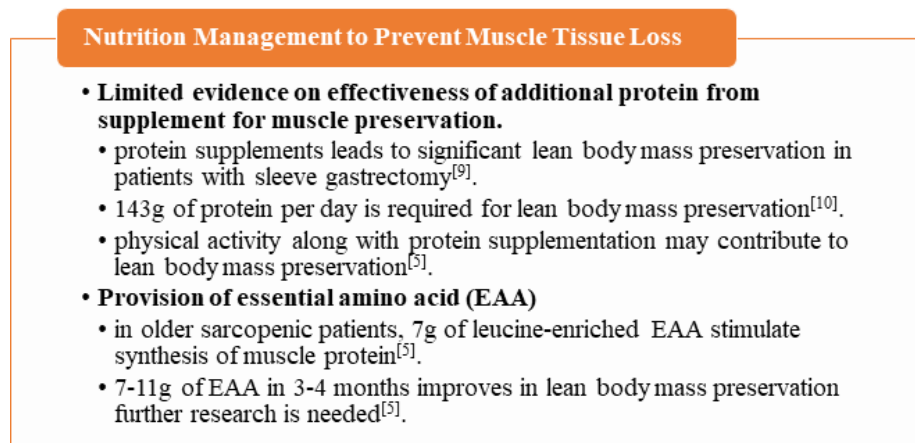 Nutrition Management to Prevent Muscle Tissue Loss
• Limited evidence on effectiveness of additional protein from
supplement for muscle preservation.
• protein supplements leads to significant lean body mass preservation in
patients with sleeve gastrectomy[9].
• 143g of protein per day is required for lean body mass preservation[10].
• physical activity along with protein supplementation may contribute to
lean body mass preservation[5].
• Provision of essential amino acid (EAA)
• in older sarcopenic patients, 7g of leucine-enriched EAA stimulate
synthesis of muscle protein[5].
• 7-11g of EAA in 3-4 months improves in lean body mass preservation
further research is needed[5].